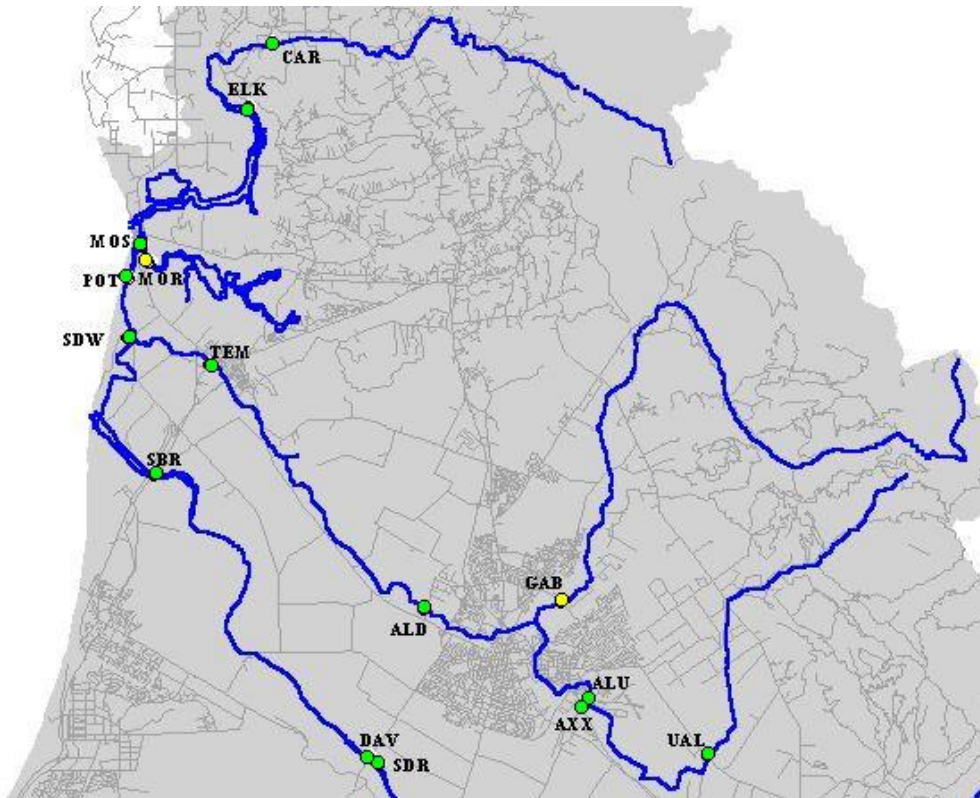 CAR
ELK
MOS
MOR
POT
SDW
TEM
SBR
GAB
ALD
ALU
AXX
UAL
DAV
SDR